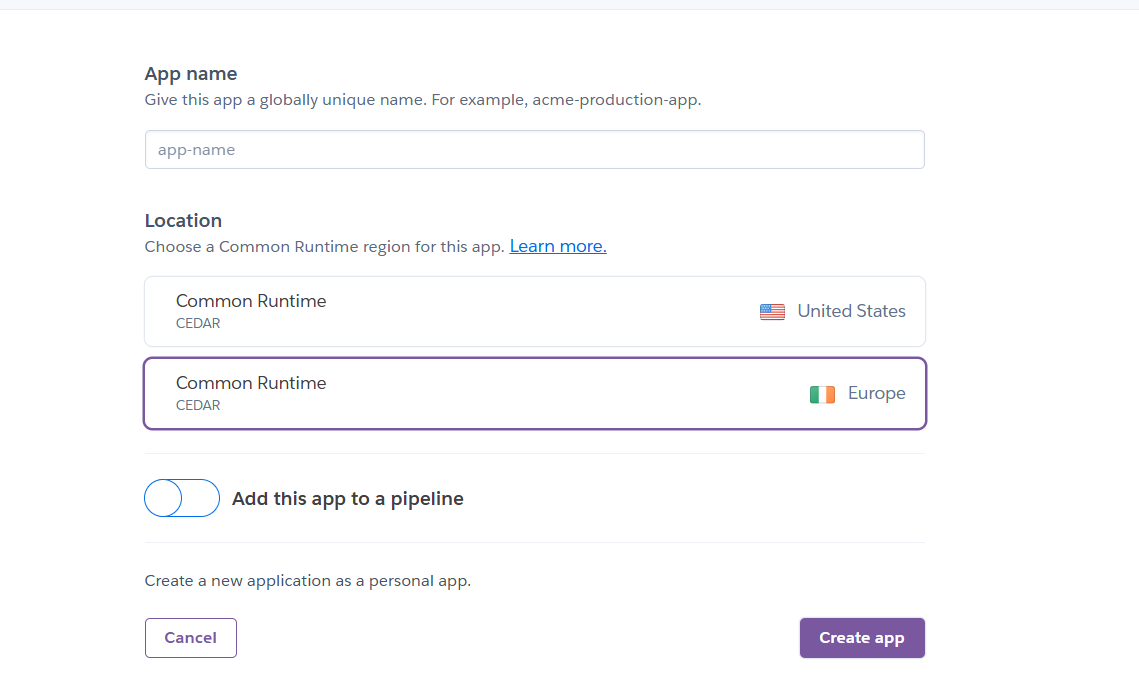 App name
Give this app a globally unique name. For example, acme-production-app.
app-name
Location
Choose a Common Runtime region for this app. Learn more.
Common Runtime
CEDAR
United States
Common Runtime
CEDAR
Europe
Add this app to a pipeline
Create a new application as a personal app.
Cancel
Create app